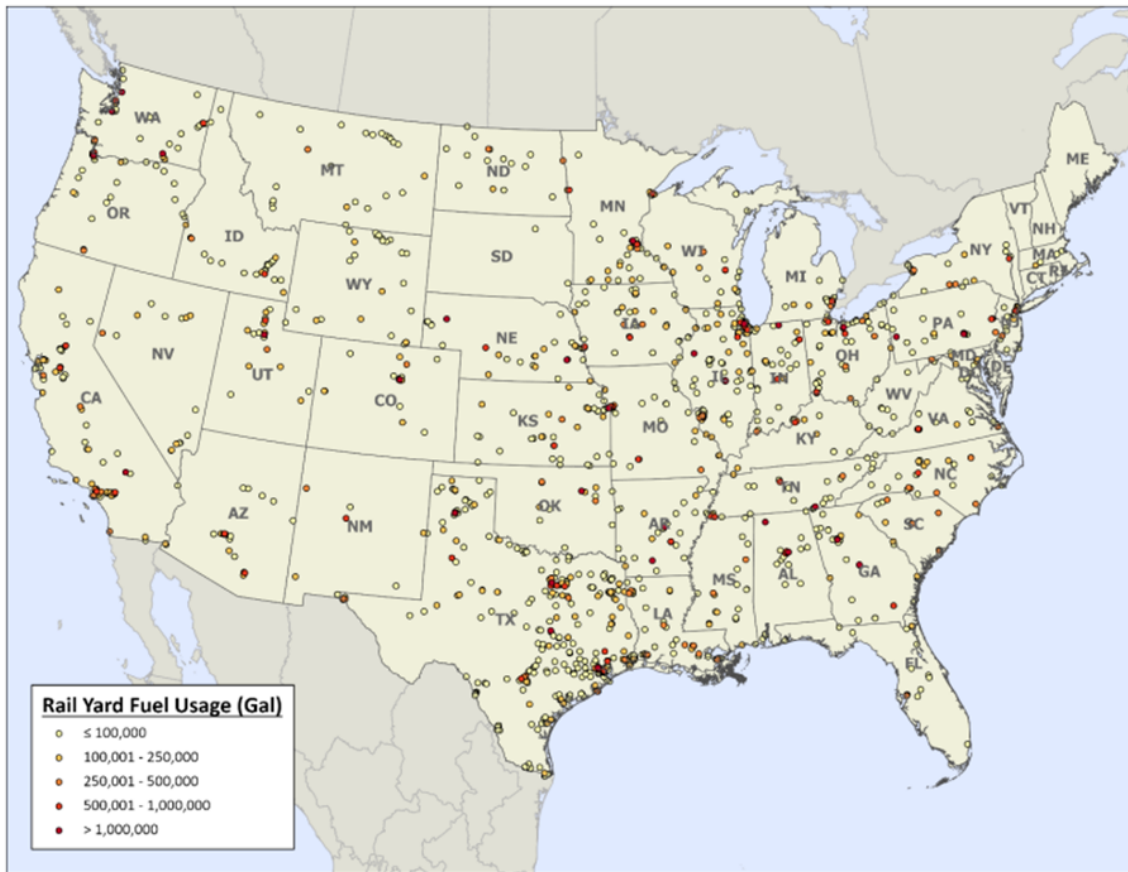 WA
MT
ND
ME
OR
ID
MN
VT
NH
NY
MA
RI
CT
SD
WI
MI
WY
IA
PA
NE
NV
UT
CO
IL
IN
OH
MD
DE
DC
WV
VA
CA
KS
MO
KY
AZ
NM
OK
AR
TN
NC
SC
MS
AL
GA
TX
LA
FL
Rail Yard Fuel Usage (Gal)
≤ 100,000
100,001 - 250,000
250,001 - 500,000
500,001 - 1,000,000
> 1,000,000